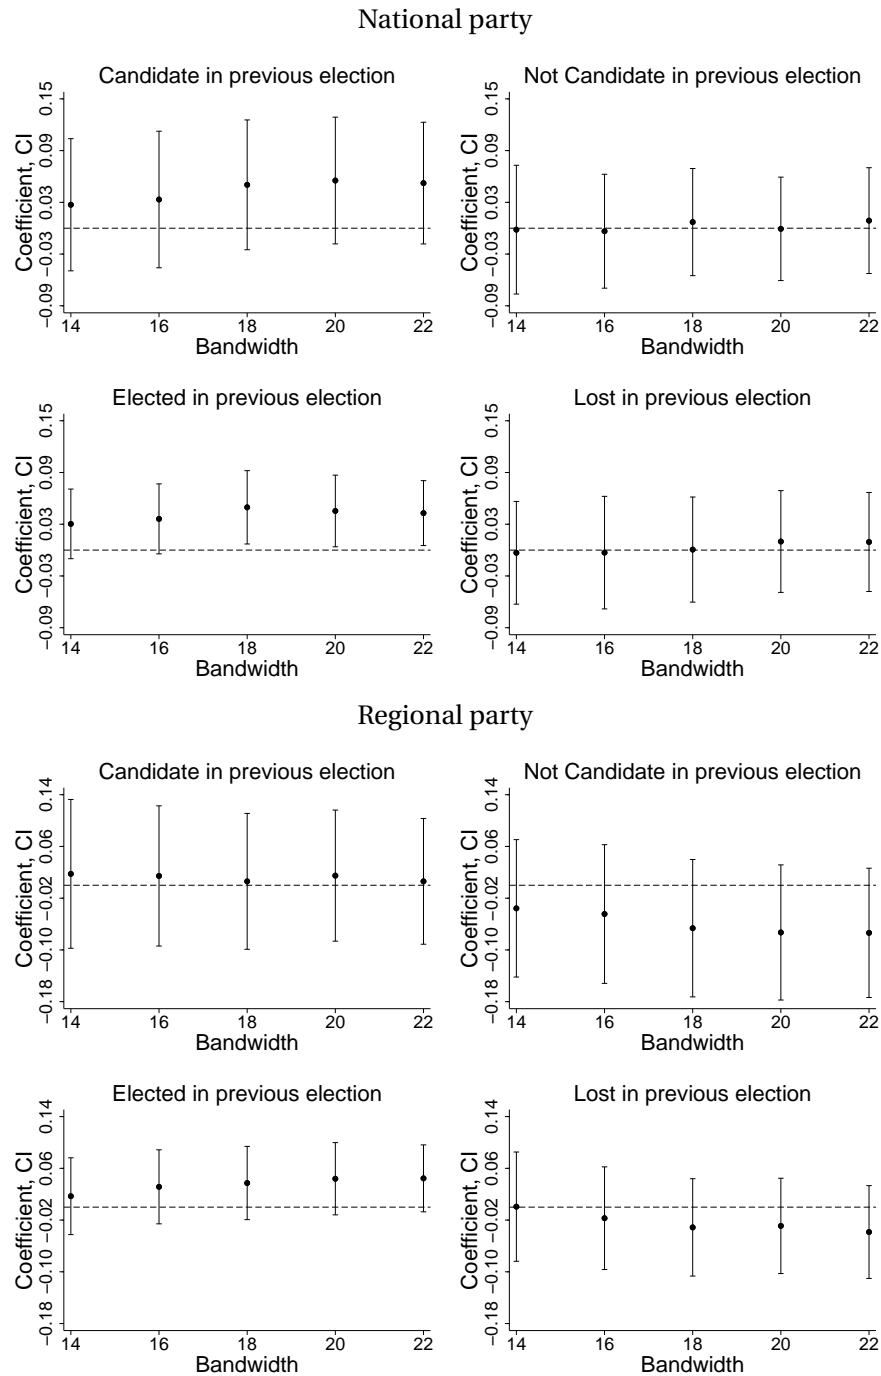 National party
Candidate in previous election
Coefficient, CI
−0.09 −0.03 0.03 0.09 0.15
14 16 18 20 22
Bandwidth
Not Candidate in previous election
Coefficient, CI
−0.09 −0.03 0.03 0.09 0.15
14 16 18 20 22
Bandwidth
Elected in previous election
Coefficient, CI
−0.09 −0.03 0.03 0.09 0.15
14 16 18 20 22
Bandwidth
Lost in previous election
Coefficient, CI
−0.09 −0.03 0.03 0.09 0.15
14 16 18 20 22
Bandwidth
Regional party
Candidate in previous election
Coefficient, CI
−0.18 −0.10 −0.02 0.06 0.14
14 16 18 20 22
Bandwidth
Not Candidate in previous election
Coefficient, CI
−0.18 −0.10 −0.02 0.06 0.14
14 16 18 20 22
Bandwidth
Elected in previous election
Coefficient, CI
−0.18 −0.10 −0.02 0.06 0.14
14 16 18 20 22
Bandwidth
Lost in previous election
Coefficient, CI
−0.18 −0.10 −0.02 0.06 0.14
14 16 18 20 22
Bandwidth